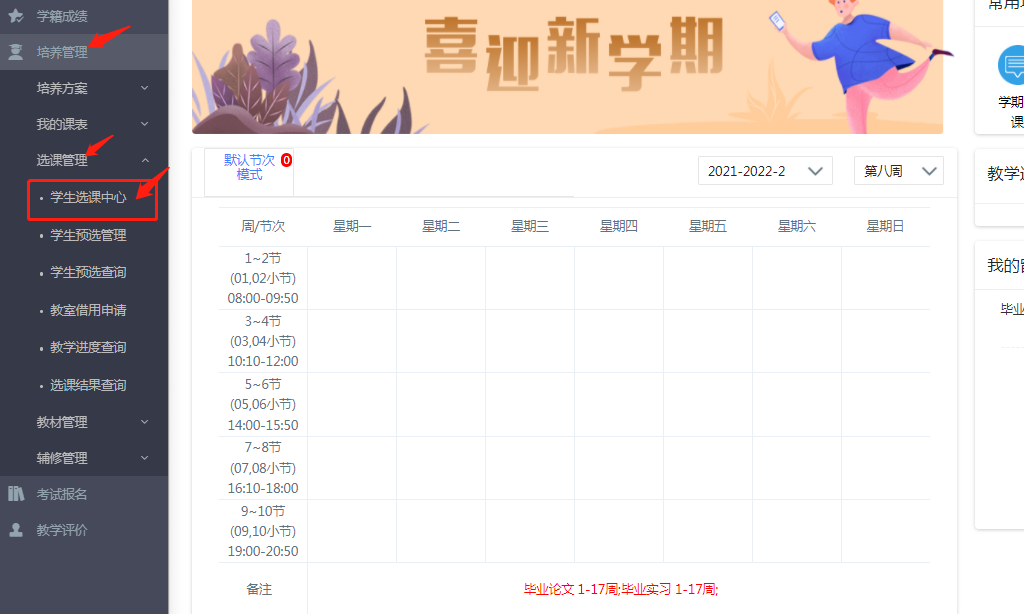 学籍成绩
培养管理
培养方案
我的课表
选课管理
学生选课中心
学生预选管理
学生预选查询
教室借用申请
教学进度查询
选课结果查询
教材管理
辅修管理
考试报名
教学评价
喜迎新学期
默认节次 0
模式
2021-2022-2
第八周
周/节次 星期一 星期二 星期三 星期四 星期五 星期六 星期日
1~2节
(01,02小节)
08:00-09:50
3~4节
(03,04小节)
10:10-12:00
5~6节
(05,06小节)
14:00-15:50
7~8节
(07,08小节)
16:10-18:00
9~10节
(09,10小节)
19:00-20:50
备注 毕业论文 1-17周;毕业实习 1-17周;
常用
学期
课
教学
我的
毕业